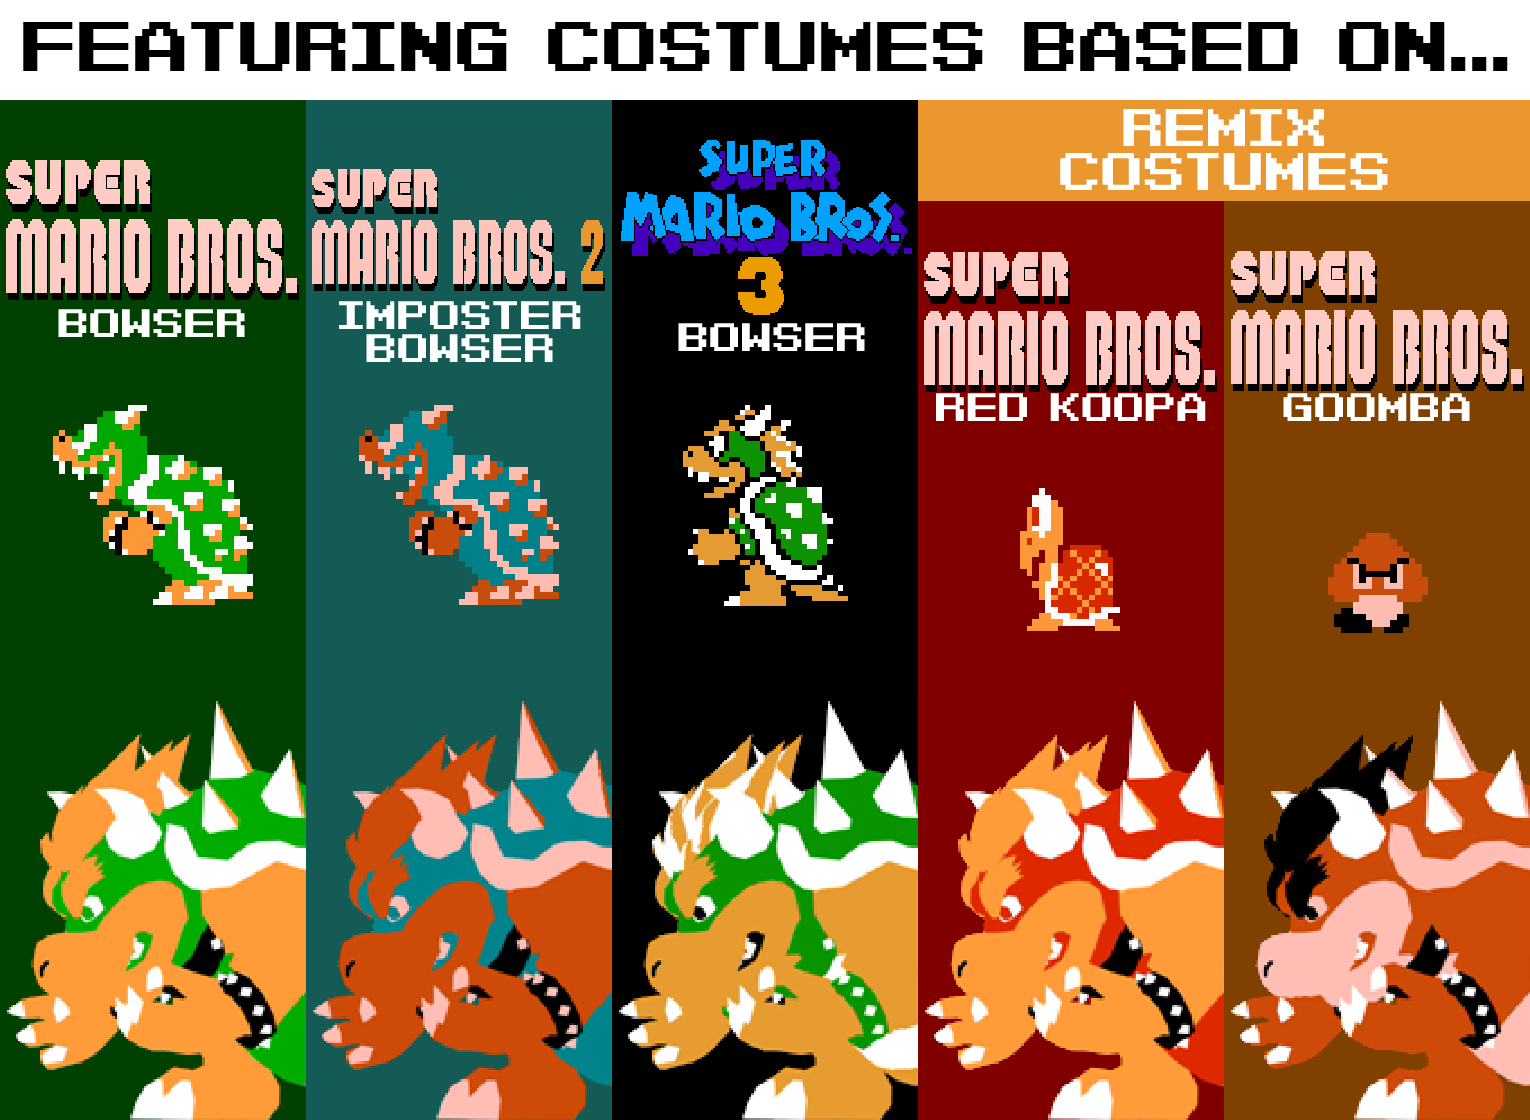 FEATURING COSTUMES BASED ON...
SUPER
MARIO BROS.
BOWSER
SUPER
MARIO BROS. 2
IMPOSTER
BOWSER
SUPER
MARIO BROS.
3
BOWSER
REMIX
COSTUMES
SUPER
MARIO BROS.
RED KOOPA
SUPER
MARIO BROS.
GOOMBA